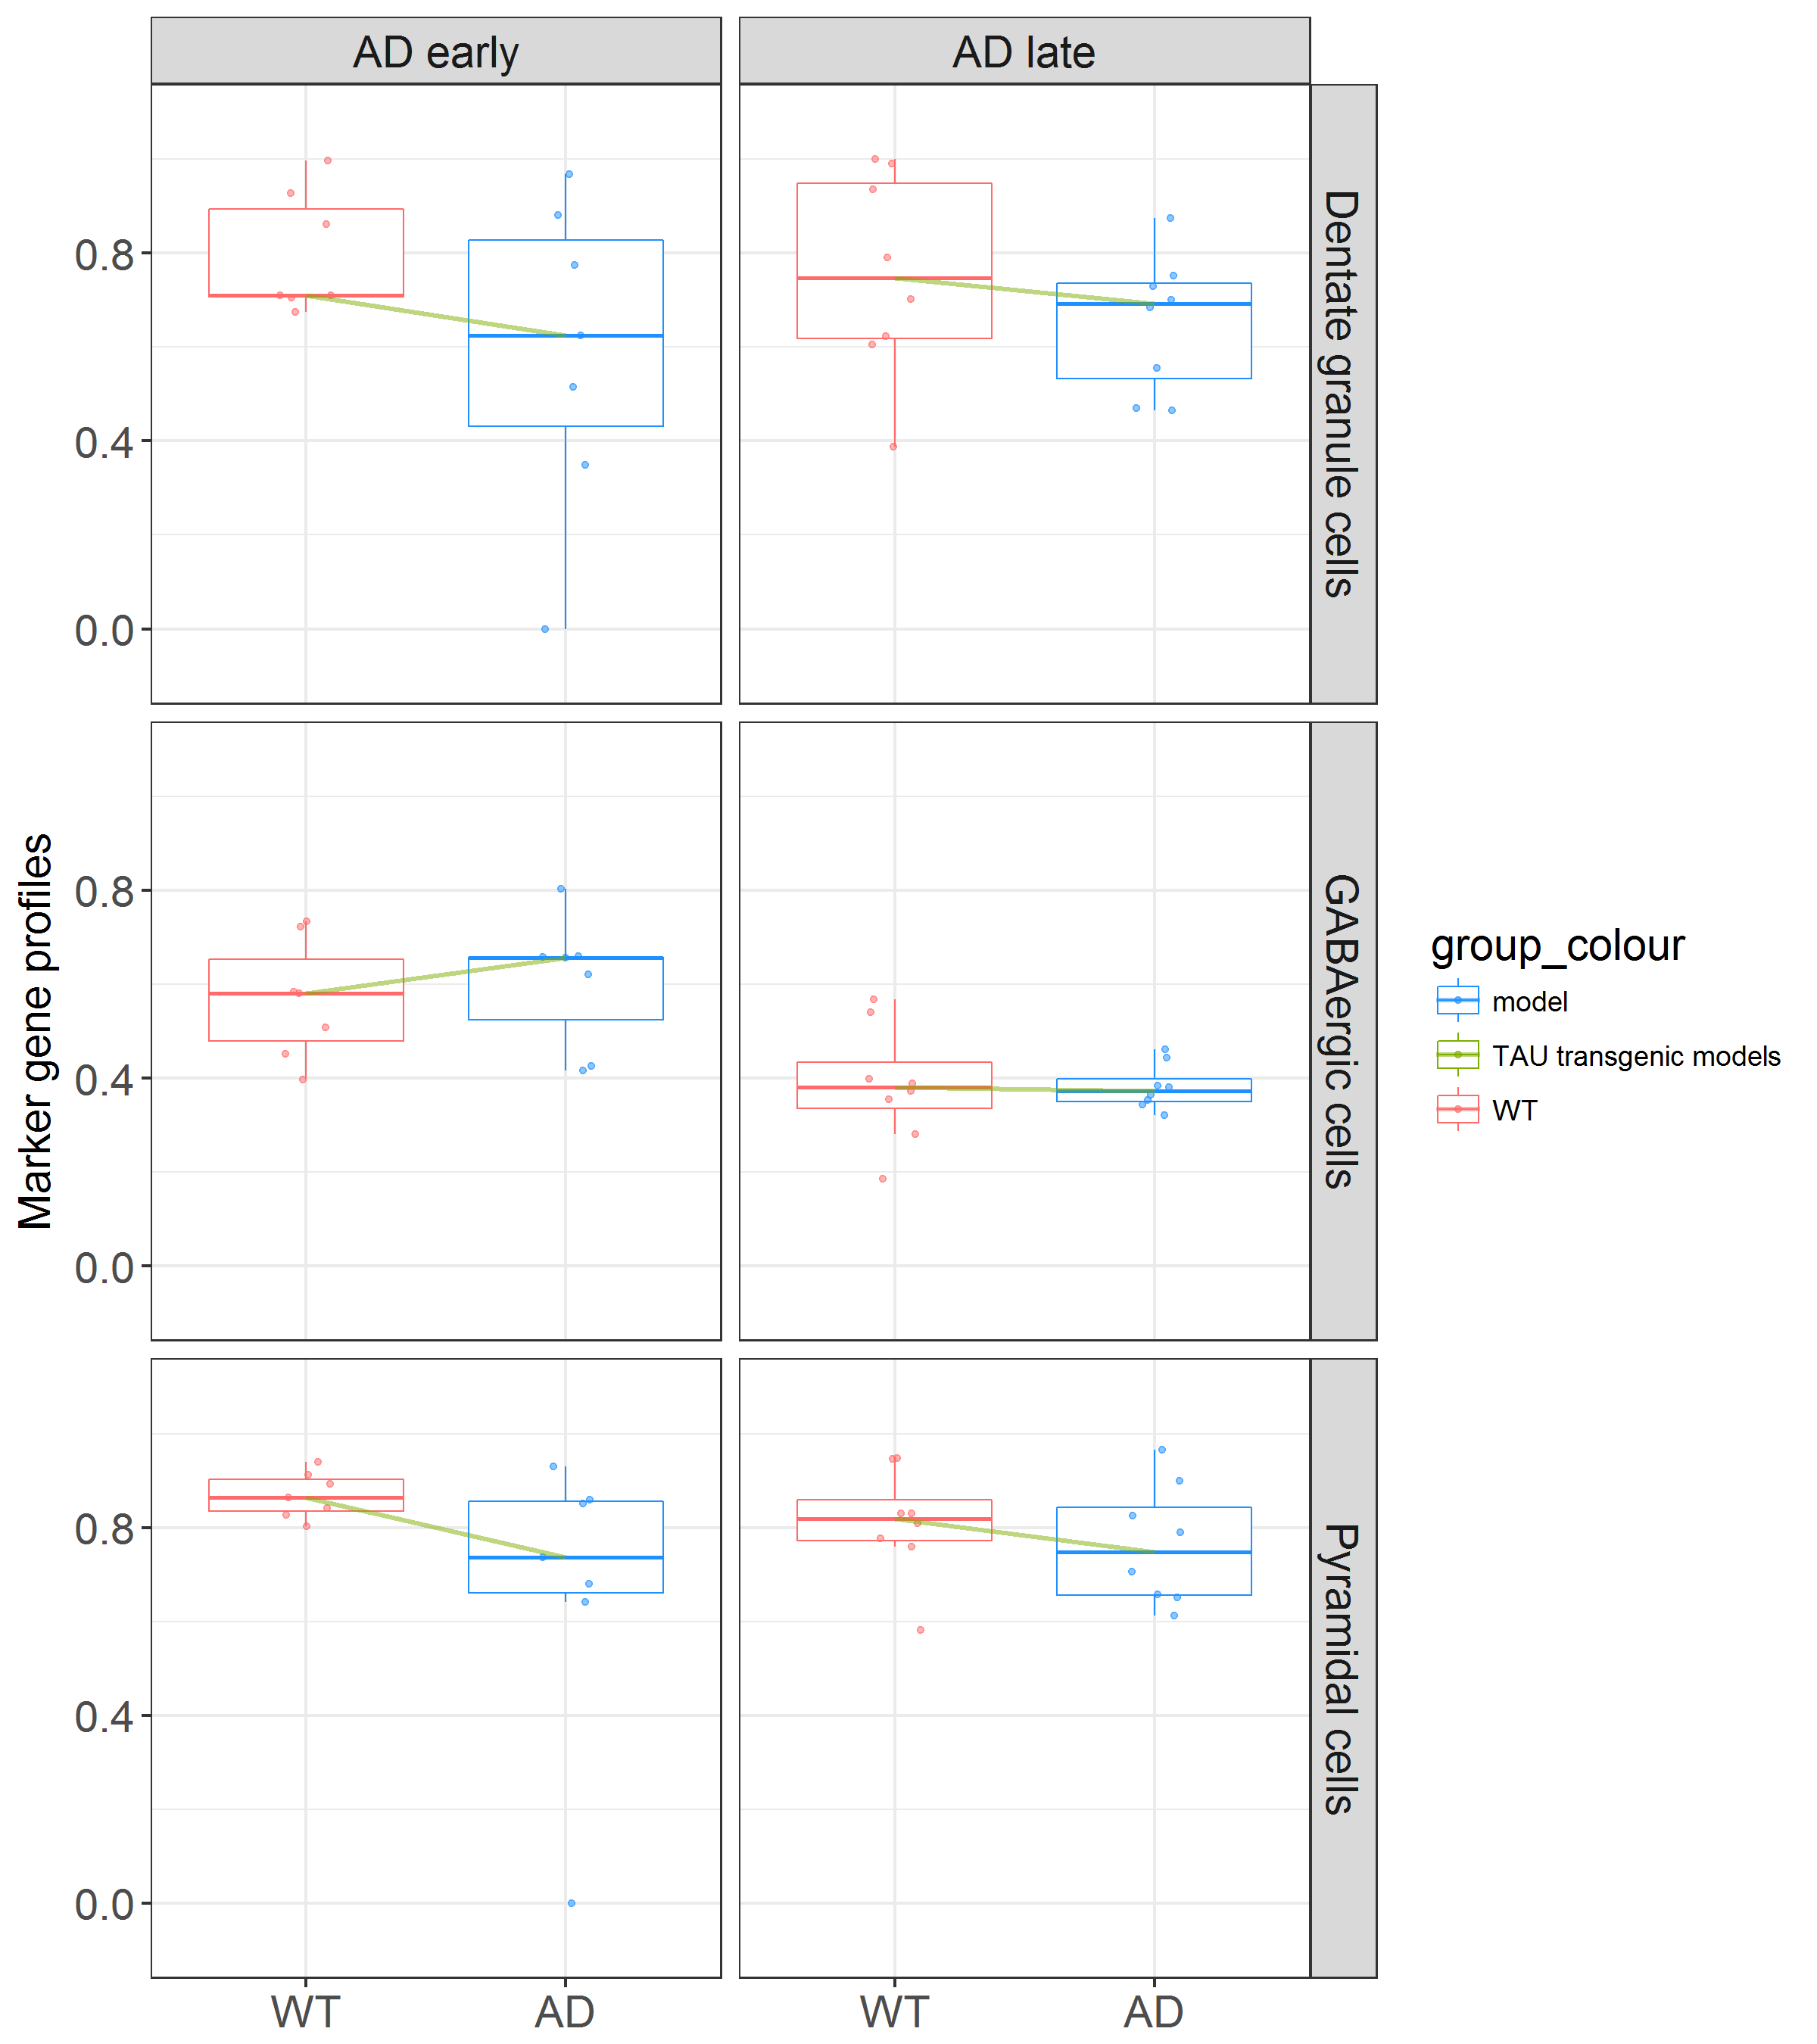 AD early
AD late
Dentate granule cells
0.8
0.4
0.0
GABAergic cells
0.8
0.4
0.0
Pyramidal cells
0.8
0.4
0.0
Marker gene profiles
WT
AD
WT
AD
group_colour
model
TAU transgenic models
WT